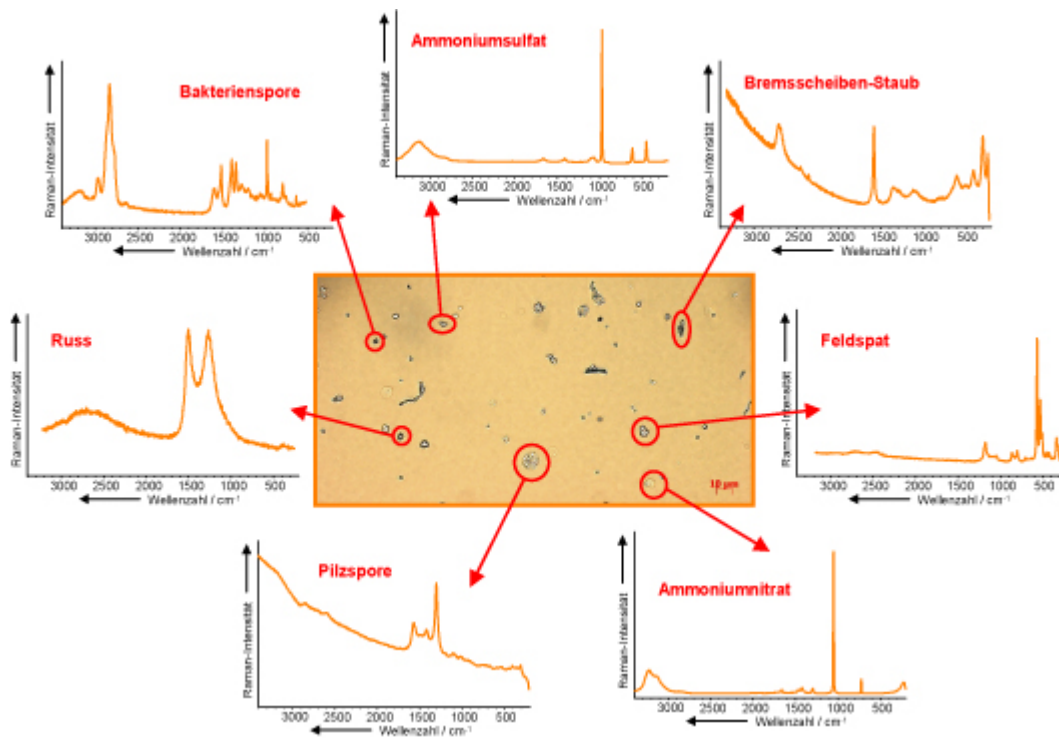 Ammoniumsulfat
Raman-Intensität
3000 2500 2000 1500 1000 500
Wellenzahl / cm⁻¹
Bakterienspore
Raman-Intensität
3000 2000 1500 1000 500
Wellenzahl / cm⁻¹
Bremsscheiben-Staub
Raman-Intensität
3000 2500 2000 1500 1000 500
Wellenzahl / cm⁻¹
Russ
Raman-Intensität
3000 2500 2000 1500 1000 500
Wellenzahl / cm⁻¹
Feldspat
Raman-Intensität
3000 2500 2000 1500 1000 500
Wellenzahl / cm⁻¹
10 µm
Pilzspore
Raman-Intensität
3000 2500 2000 1500 1000 500
Wellenzahl / cm⁻¹
Ammoniumnitrat
Raman-Intensität
3000 2500 2000 1500 1000 500
Wellenzahl / cm⁻¹